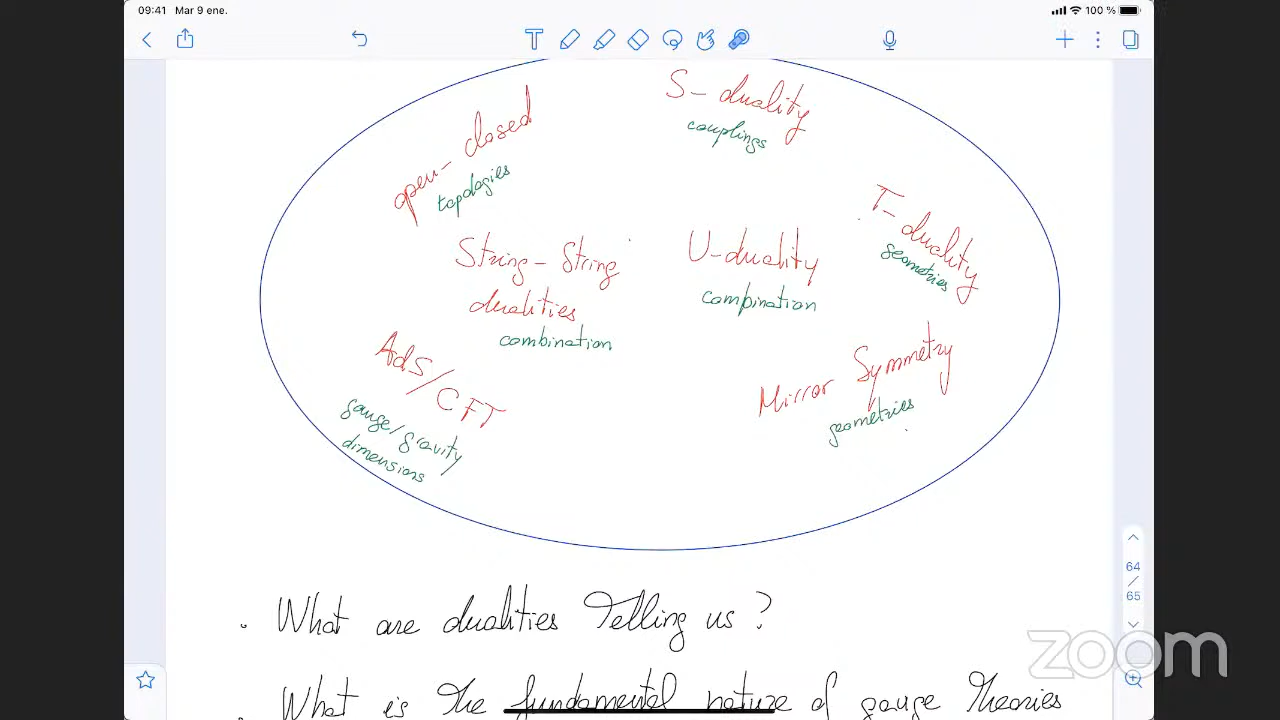 09:41 Mar 9 ene.
100 %
S-duality
couplings
open-closed
topologies
T-duality
geometries
String-String
dualities
combination
U-duality
combination
AdS/CFT
gauge/gravity
dimensions
Mirror Symmetry
geometries
64
/
65
• What are dualities Telling us?
• What is the fundamental nature of gauge theories
zoom